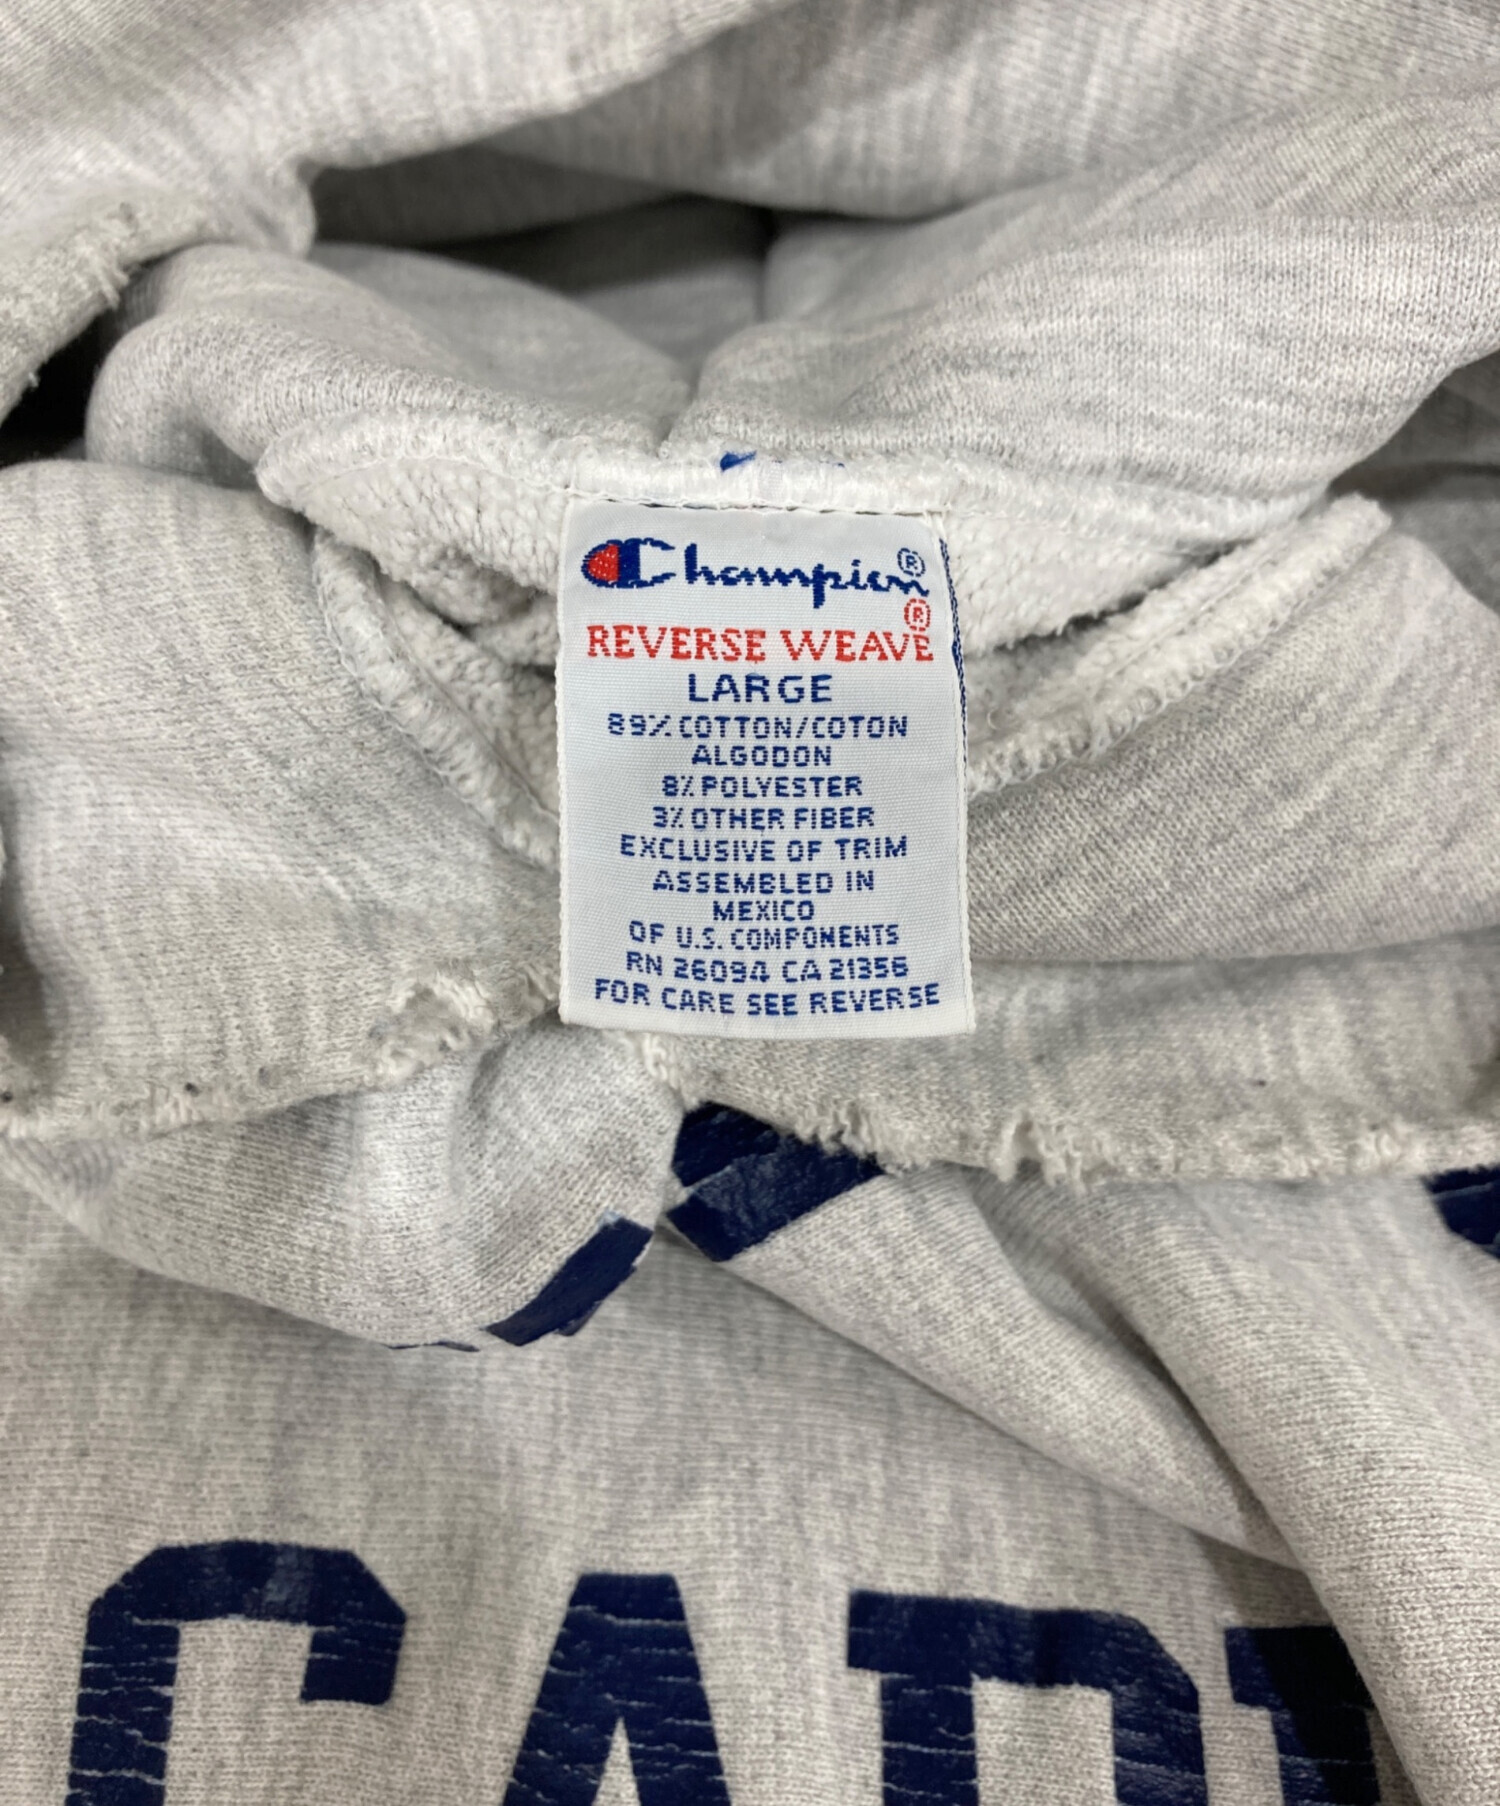 Champion®
REVERSE WEAVE®
LARGE
89% COTTON/COTON
ALGODON
8% POLYESTER
3% OTHER FIBER
EXCLUSIVE OF TRIM
ASSEMBLED IN
MEXICO
OF U.S. COMPONENTS
RN 26094 CA 21356
FOR CARE SEE REVERSE